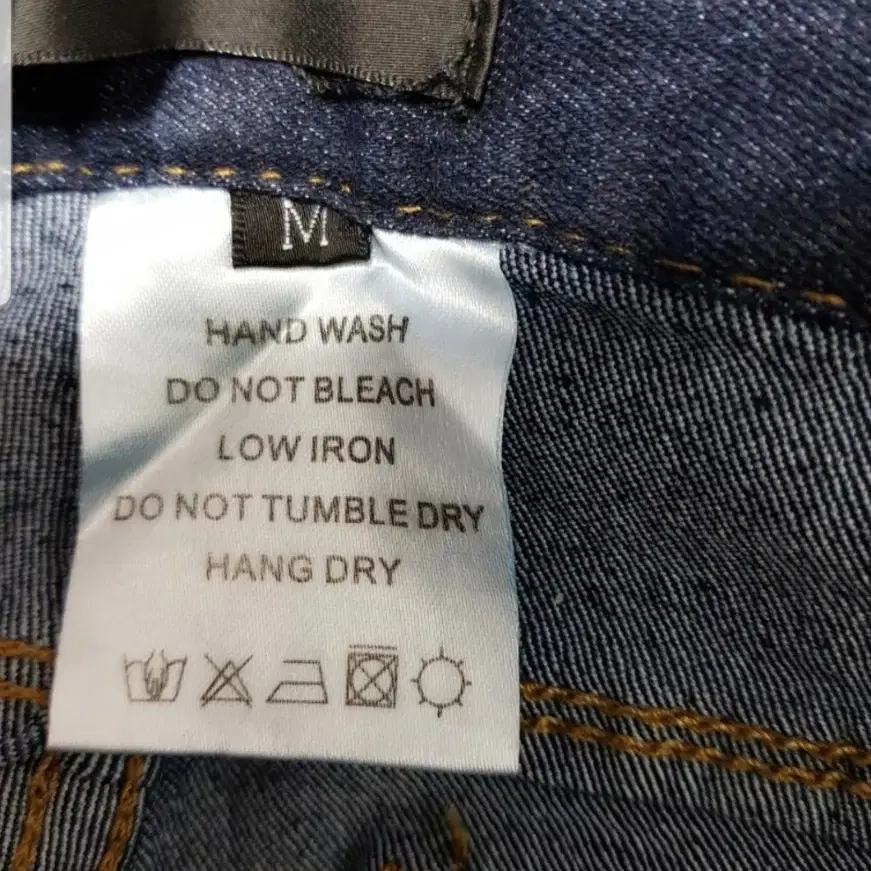 M
HAND WASH
DO NOT BLEACH
LOW IRON
DO NOT TUMBLE DRY
HANG DRY